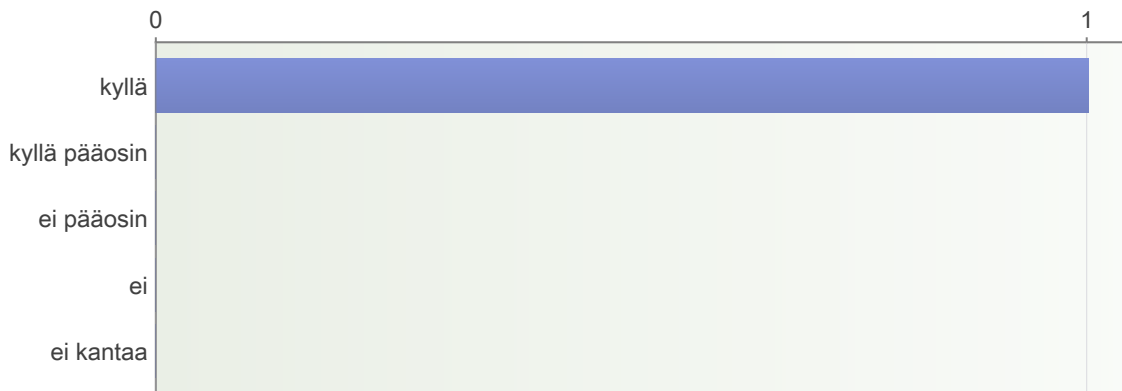 0 1
kyllä
kyllä pääosin
ei pääosin
ei
ei kantaa